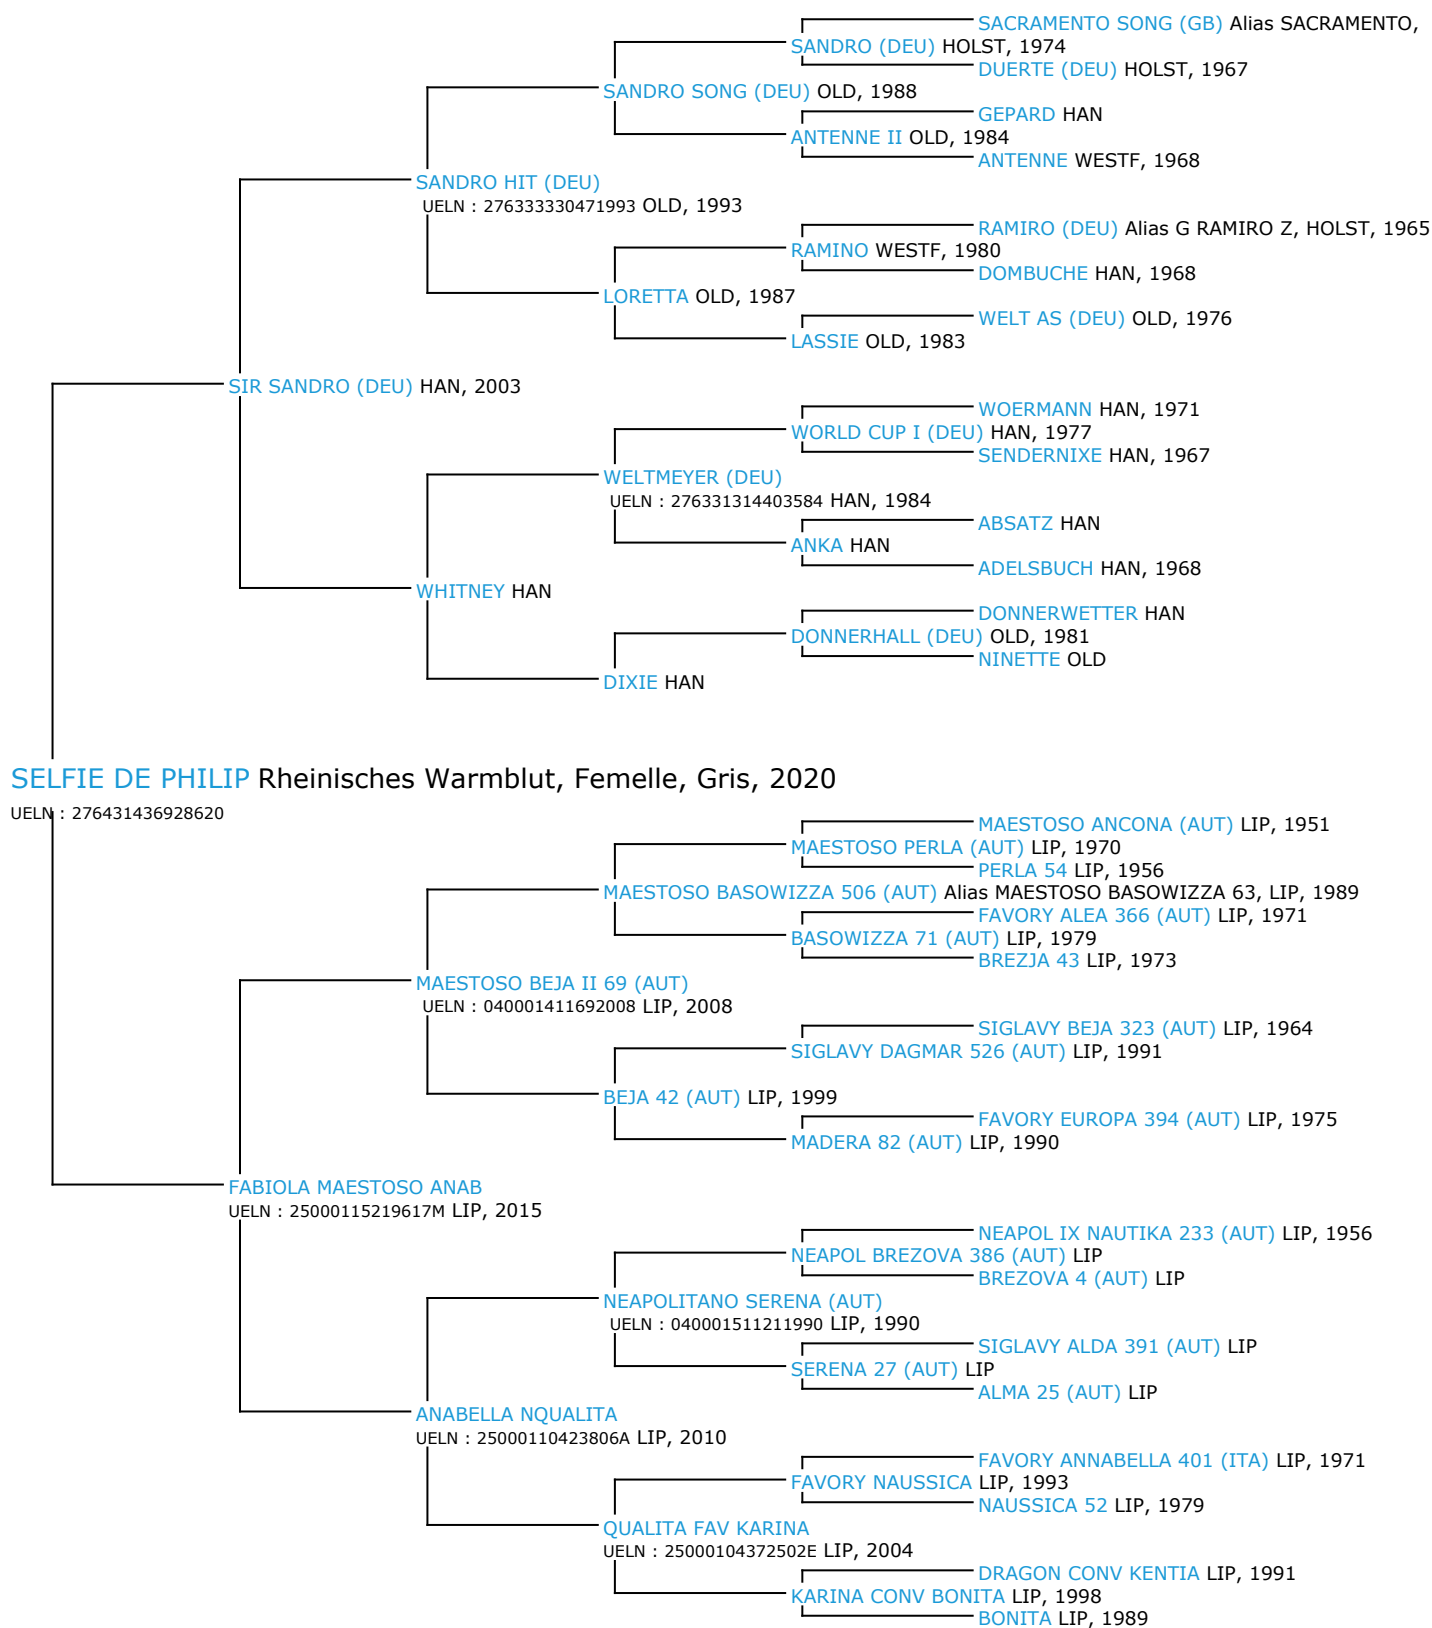 SACRAMENTO SONG (GB) Alias SACRAMENTO,
SANDRO (DEU) HOLST, 1974
DUERTE (DEU) HOLST, 1967
SANDRO SONG (DEU) OLD, 1988
GEPARD HAN
ANTENNE II OLD, 1984
ANTENNE WESTF, 1968
SANDRO HIT (DEU)
UELN : 276333330471993 OLD, 1993
RAMIRO (DEU) Alias G RAMIRO Z, HOLST, 1965
RAMINO WESTF, 1980
DOMBUCHE HAN, 1968
LORETTA OLD, 1987
WELT AS (DEU) OLD, 1976
LASSIE OLD, 1983
SIR SANDRO (DEU) HAN, 2003
WOERMANN HAN, 1971
WORLD CUP I (DEU) HAN, 1977
SENDERNIXE HAN, 1967
WELTMEYER (DEU)
UELN : 276331314403584 HAN, 1984
ABSATZ HAN
ANKA HAN
ADELSBUCH HAN, 1968
WHITNEY HAN
DONNERWETTER HAN
DONNERHALL (DEU) OLD, 1981
NINETTE OLD
DIXIE HAN
SELFIE DE PHILIP Rheinisches Warmblut, Femelle, Gris, 2020
UELN : 276431436928620
MAESTOSO ANCONA (AUT) LIP, 1951
MAESTOSO PERLA (AUT) LIP, 1970
PERLA 54 LIP, 1956
MAESTOSO BASOWIZZA 506 (AUT) Alias MAESTOSO BASOWIZZA 63, LIP, 1989
FAVORY ALEA 366 (AUT) LIP, 1971
BASOWIZZA 71 (AUT) LIP, 1979
BREZJA 43 LIP, 1973
MAESTOSO BEJA II 69 (AUT)
UELN : 040001411692008 LIP, 2008
SIGLAVY BEJA 323 (AUT) LIP, 1964
SIGLAVY DAGMAR 526 (AUT) LIP, 1991
BEJA 42 (AUT) LIP, 1999
FAVORY EUROPA 394 (AUT) LIP, 1975
MADERA 82 (AUT) LIP, 1990
FABIOLA MAESTOSO ANAB
UELN : 25000115219617M LIP, 2015
NEAPOL IX NAUTIKA 233 (AUT) LIP, 1956
NEAPOL BREZOVA 386 (AUT) LIP
BREZOVA 4 (AUT) LIP
NEAPOLITANO SERENA (AUT)
UELN : 040001511211990 LIP, 1990
SIGLAVY ALDA 391 (AUT) LIP
SERENA 27 (AUT) LIP
ALMA 25 (AUT) LIP
ANABELLA NQUALITA
UELN : 25000110423806A LIP, 2010
FAVORY ANNABELLA 401 (ITA) LIP, 1971
FAVORY NAUSSICA LIP, 1993
NAUSSICA 52 LIP, 1979
QUALITA FAV KARINA
UELN : 25000104372502E LIP, 2004
DRAGON CONV KENTIA LIP, 1991
KARINA CONV BONITA LIP, 1998
BONITA LIP, 1989